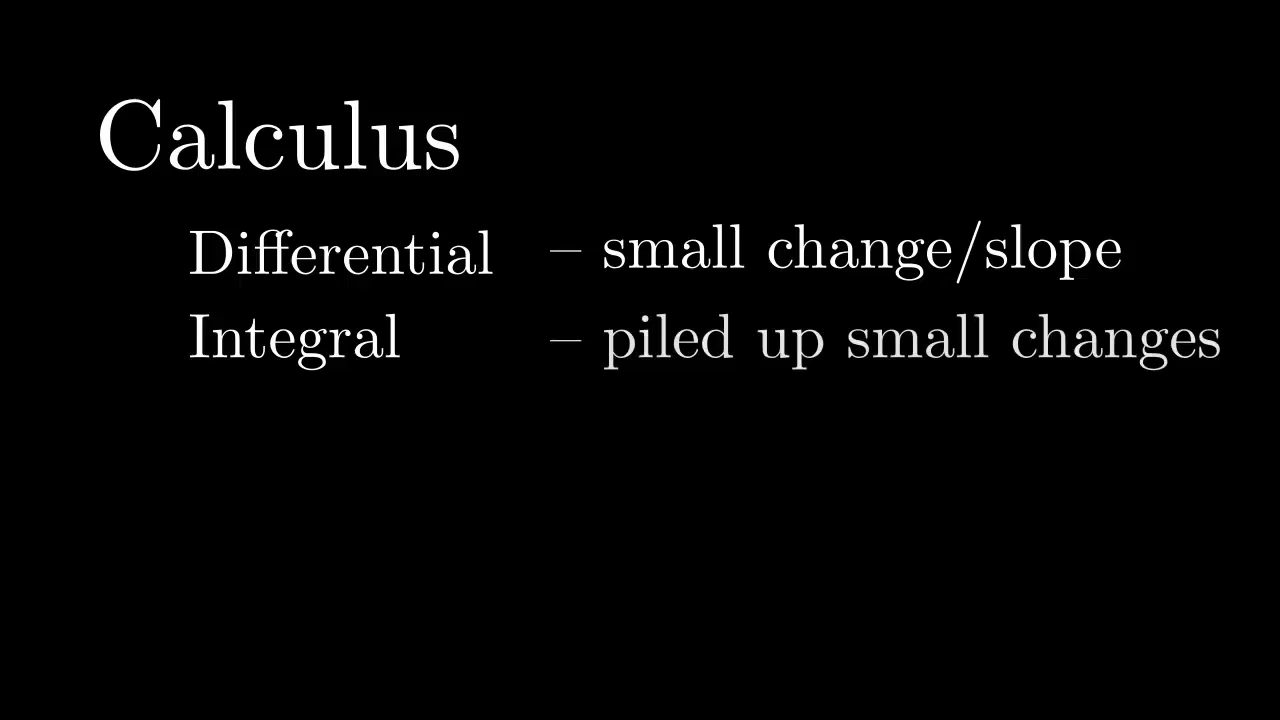 Calculus
Differential – small change/slope
Integral – piled up small changes